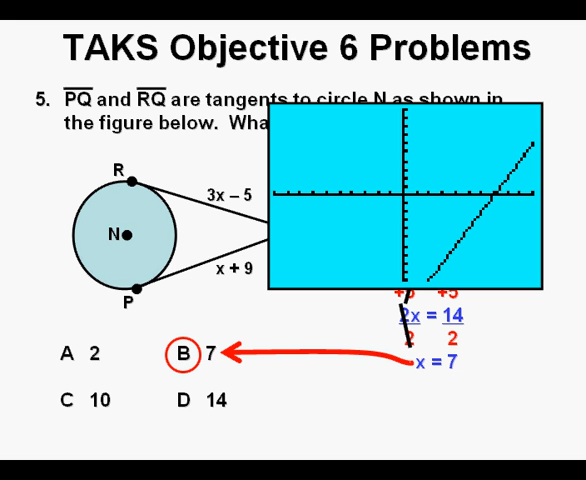 TAKS Objective 6 Problems
5. PQ and RQ are tangents to circle N as shown in
the figure below. Wha
R
3x – 5
N
x + 9
P
+5 +5
2x = 14
2 2
x = 7
A 2
B 7
C 10
D 14